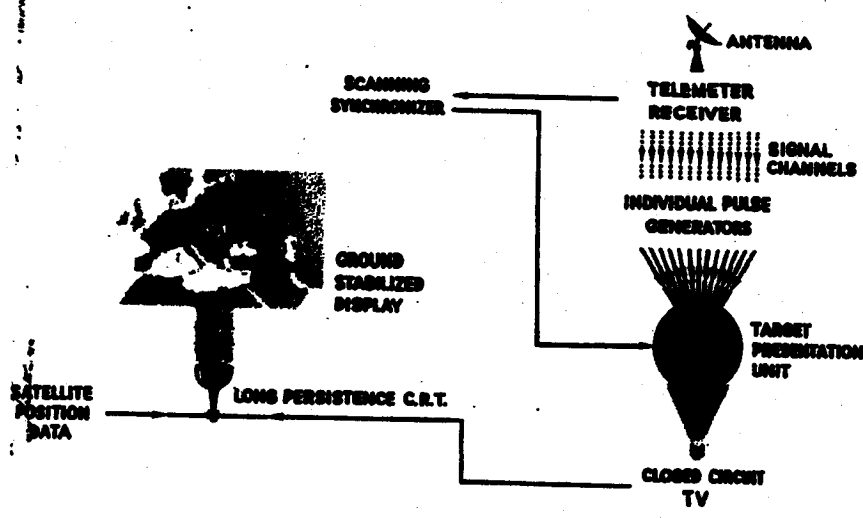 ANTENNA
SCANNING
SYNCHRONIZER
TELEMETER
RECEIVER
SIGNAL
CHANNELS
INDIVIDUAL PULSE
GENERATORS
GROUND
STABILIZED
DISPLAY
TARGET
PRESENTATION
UNIT
SATELLITE
POSITION
DATA
LONG PERSISTENCE C.R.T.
CLOSED CIRCUIT
TV